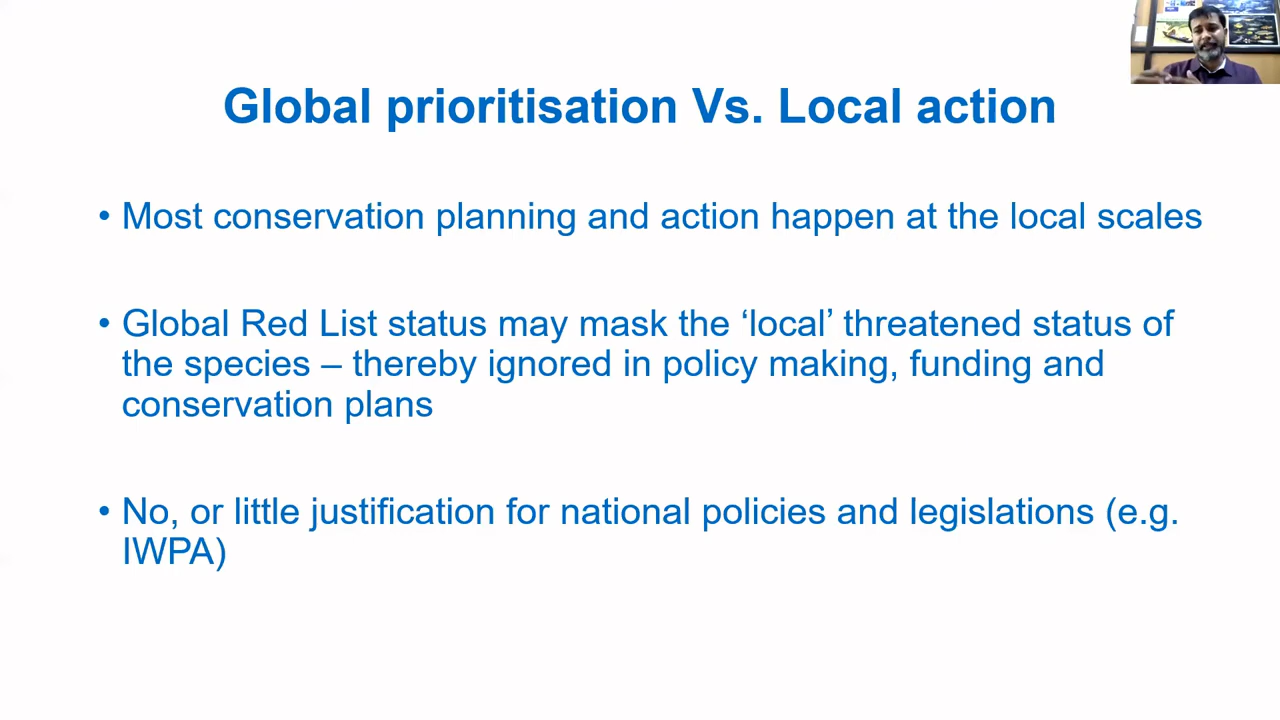 Global prioritisation Vs. Local action
• Most conservation planning and action happen at the local scales
• Global Red List status may mask the ‘local’ threatened status of
the species – thereby ignored in policy making, funding and
conservation plans
• No, or little justification for national policies and legislations (e.g.
IWPA)